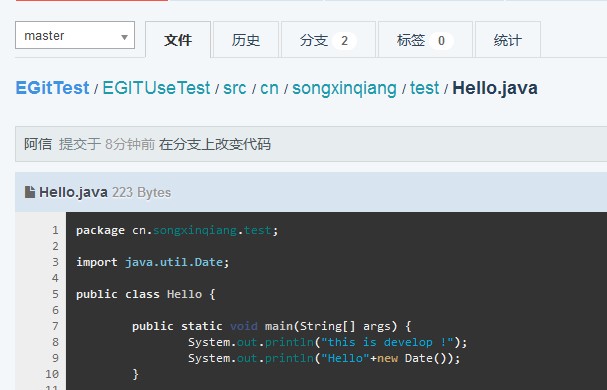 master 文件 历史 分支 2 标签 0 统计
EGitTest / EGITUseTest / src / cn / songxinqiang / test / Hello.java
阿信 提交于 8分钟前 在分支上改变代码
Hello.java 223 Bytes
1 package cn.songxinqiang.test;
2
3 import java.util.Date;
4
5 public class Hello {
6
7 public static void main(String[] args) {
8 System.out.println("this is develop !");
9 System.out.println("Hello"+new Date());
10 }